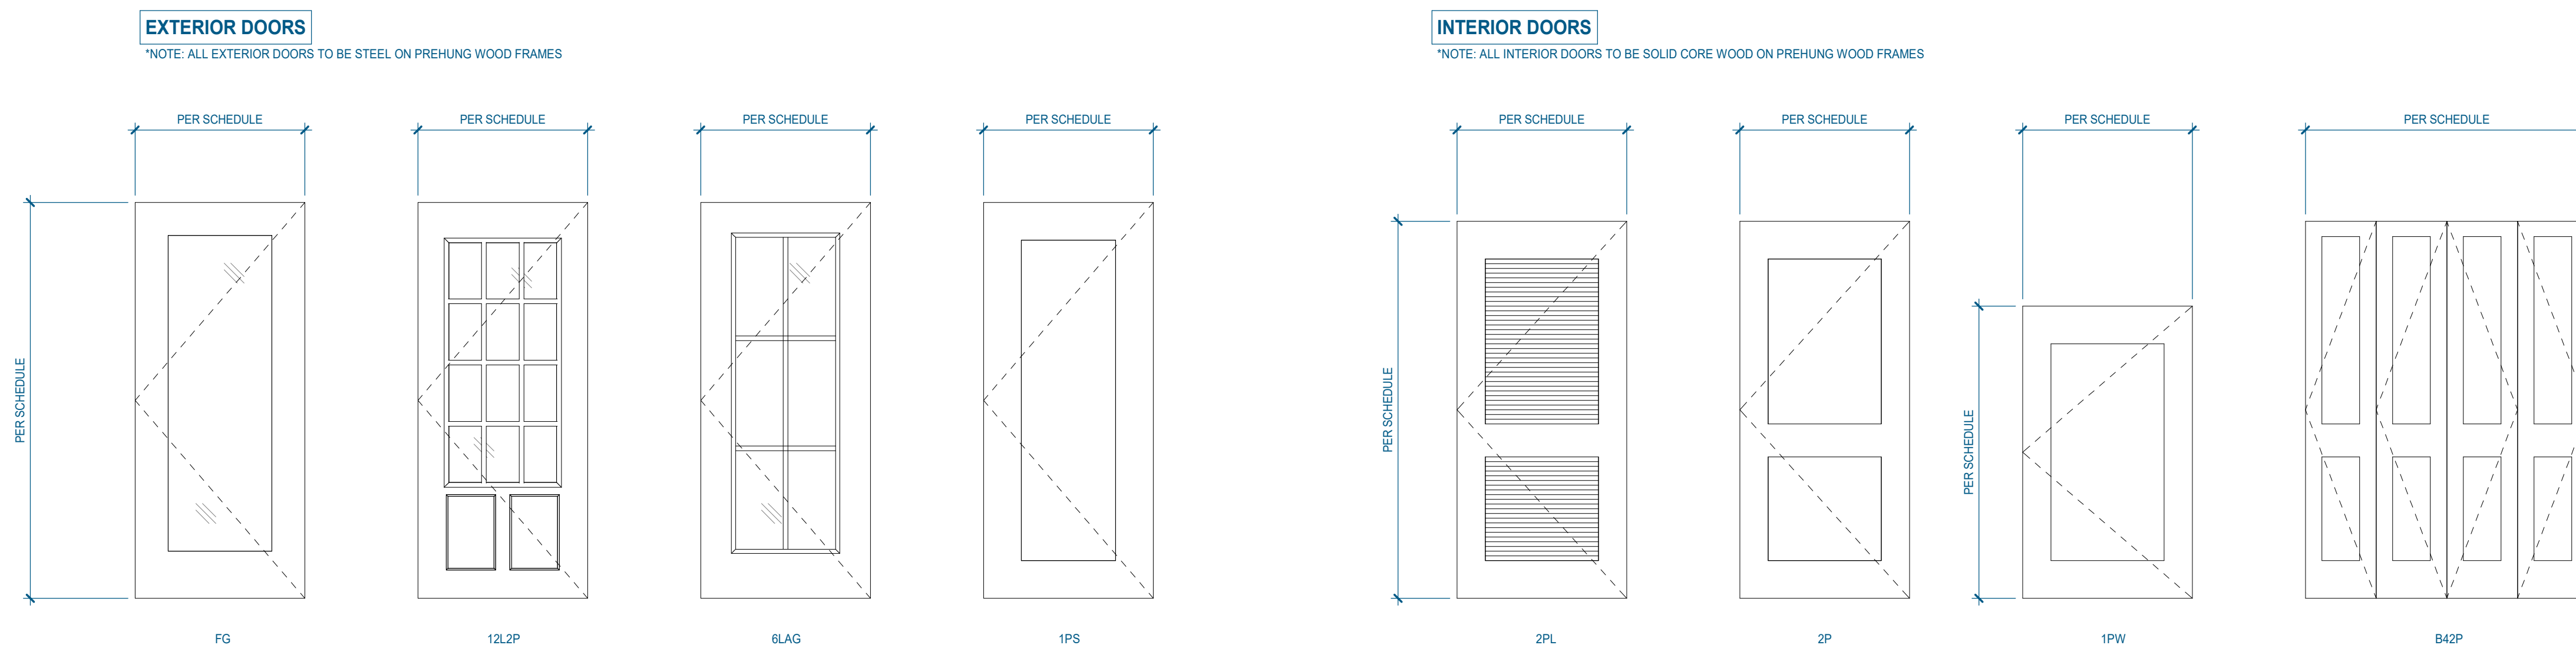 EXTERIOR DOORS
*NOTE: ALL EXTERIOR DOORS TO BE STEEL ON PREHUNG WOOD FRAMES
PER SCHEDULE
PER SCHEDULE
PER SCHEDULE
PER SCHEDULE
PER SCHEDULE
FG
12L2P
6LAG
1PS
INTERIOR DOORS
*NOTE: ALL INTERIOR DOORS TO BE SOLID CORE WOOD ON PREHUNG WOOD FRAMES
PER SCHEDULE
PER SCHEDULE
PER SCHEDULE
PER SCHEDULE
PER SCHEDULE
PER SCHEDULE
2PL
2P
1PW
B42P